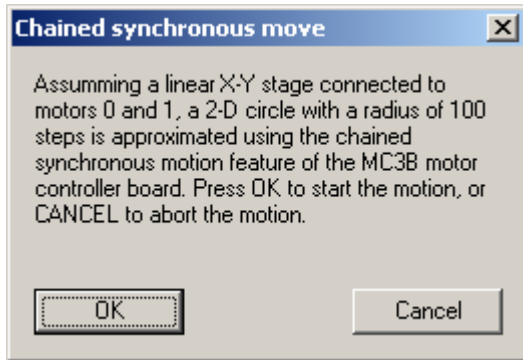 Chained synchronous move
Assumming a linear X-Y stage connected to
motors 0 and 1, a 2-D circle with a radius of 100
steps is approximated using the chained
synchronous motion feature of the MC3B motor
controller board. Press OK to start the motion, or
CANCEL to abort the motion.
OK
Cancel